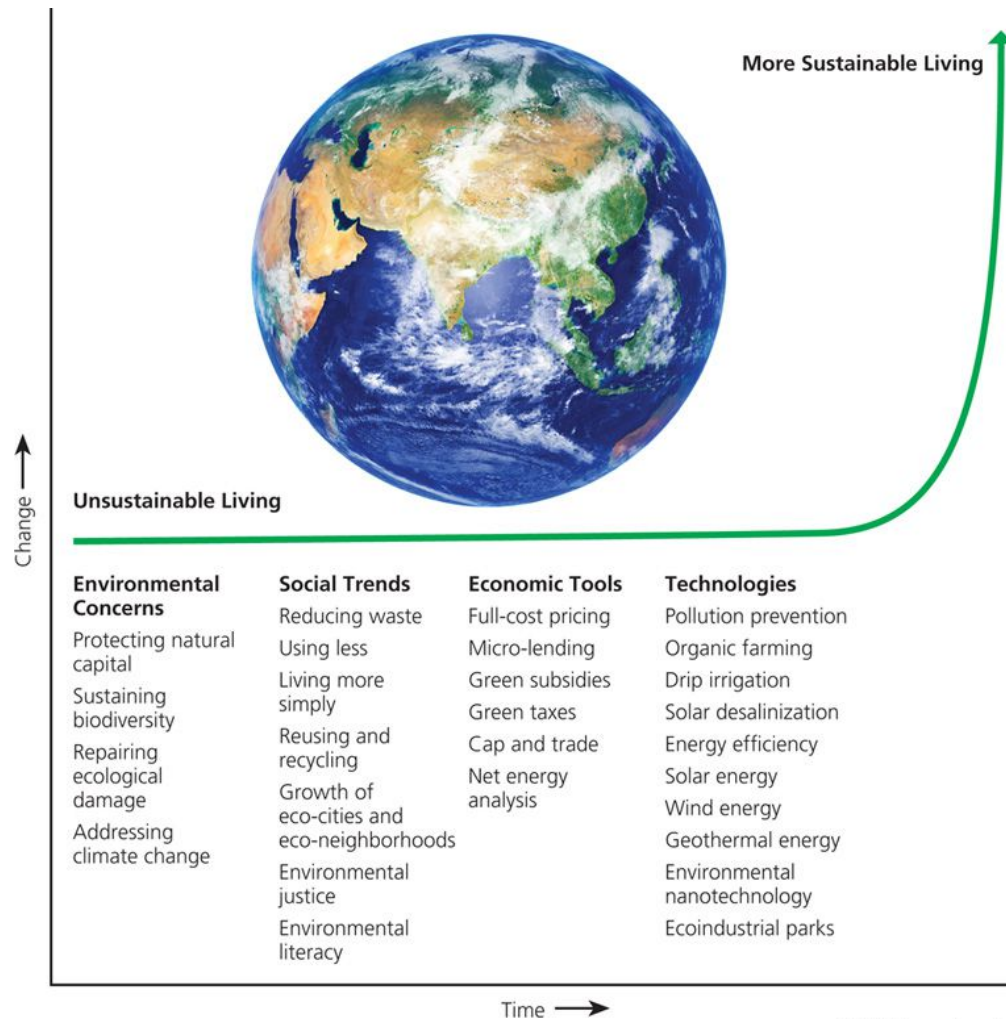 More Sustainable Living
Unsustainable Living
Change
Environmental
Concerns
Protecting natural
capital
Sustaining
biodiversity
Repairing
ecological
damage
Addressing
climate change
Social Trends
Reducing waste
Using less
Living more
simply
Reusing and
recycling
Growth of
eco-cities and
eco-neighborhoods
Environmental
justice
Environmental
literacy
Economic Tools
Full-cost pricing
Micro-lending
Green subsidies
Green taxes
Cap and trade
Net energy
analysis
Technologies
Pollution prevention
Organic farming
Drip irrigation
Solar desalinization
Energy efficiency
Solar energy
Wind energy
Geothermal energy
Environmental
nanotechnology
Ecoindustrial parks
Time